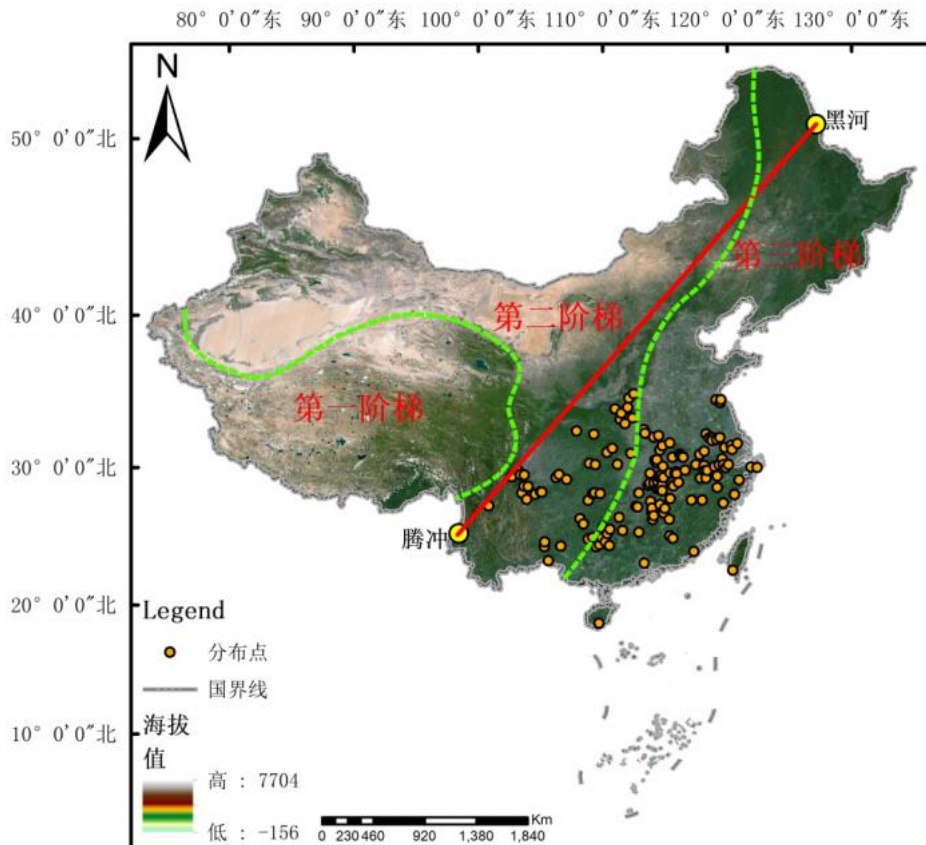 80° 0'0"东 90° 0'0"东 100° 0'0"东 110° 0'0"东 120° 0'0"东 130° 0'0"东
N
黑河
50° 0'0"北
第三阶梯
40° 0'0"北
第二阶梯
第一阶梯
30° 0'0"北
腾冲
20° 0'0"北
Legend
分布点
国界线
10° 0'0"北
海拔
值
高 : 7704
低 : -156
Km
0 230 460 920 1,380 1,840